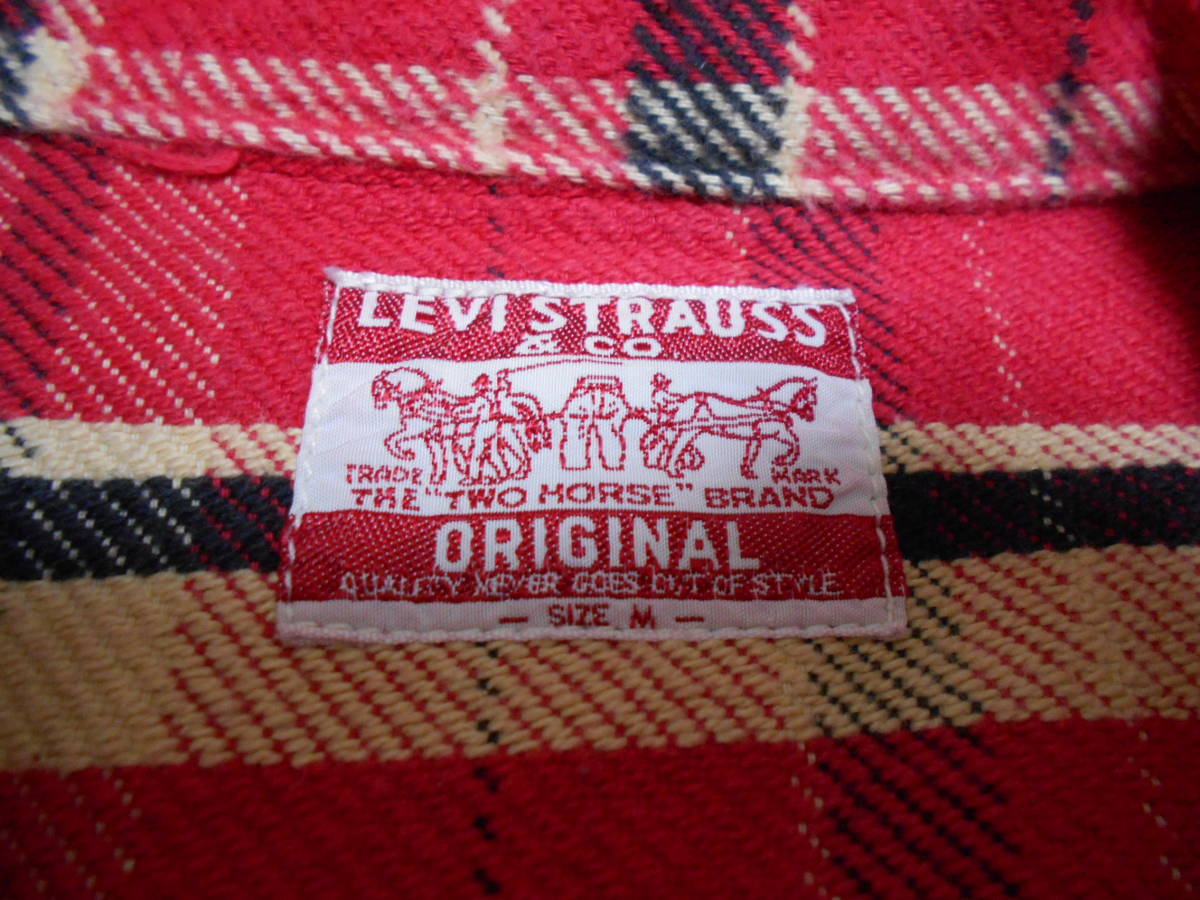 LEVI STRAUSS
& CO
TRADE MARK
THE "TWO HORSE" BRAND
ORIGINAL
QUALITY NEVER GOES OUT OF STYLE
- SIZE M -